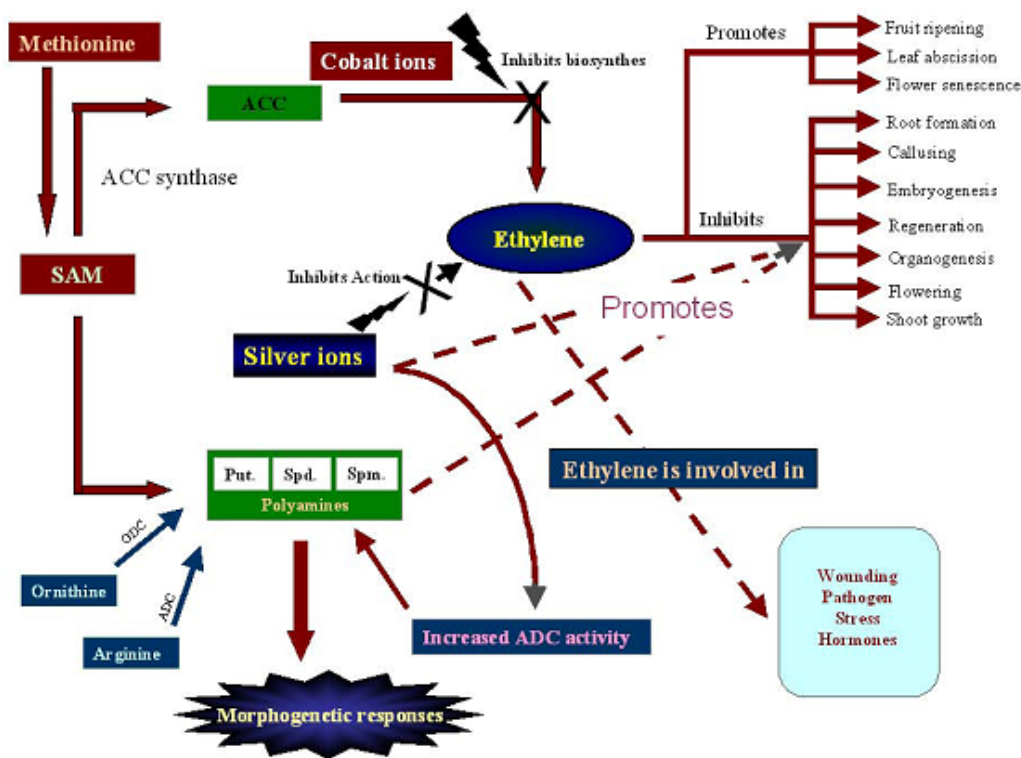 Methionine
Cobalt ions
Inhibits biosynthes
Promotes
Fruit ripening
Leaf abscission
Flower senescence
ACC
ACC synthase
Root formation
Callusing
Embryogenesis
Inhibits
Regeneration
Organogenesis
Flowering
Shoot growth
Ethylene
SAM
Inhibits Action
Promotes
Silver ions
Put.
Spd.
Spm.
Polyamines
Ethylene is involved in
ODC
Ornithine
ADC
Arginine
Increased ADC activity
Wounding
Pathogen
Stress
Hormones
Morphogenetic responses